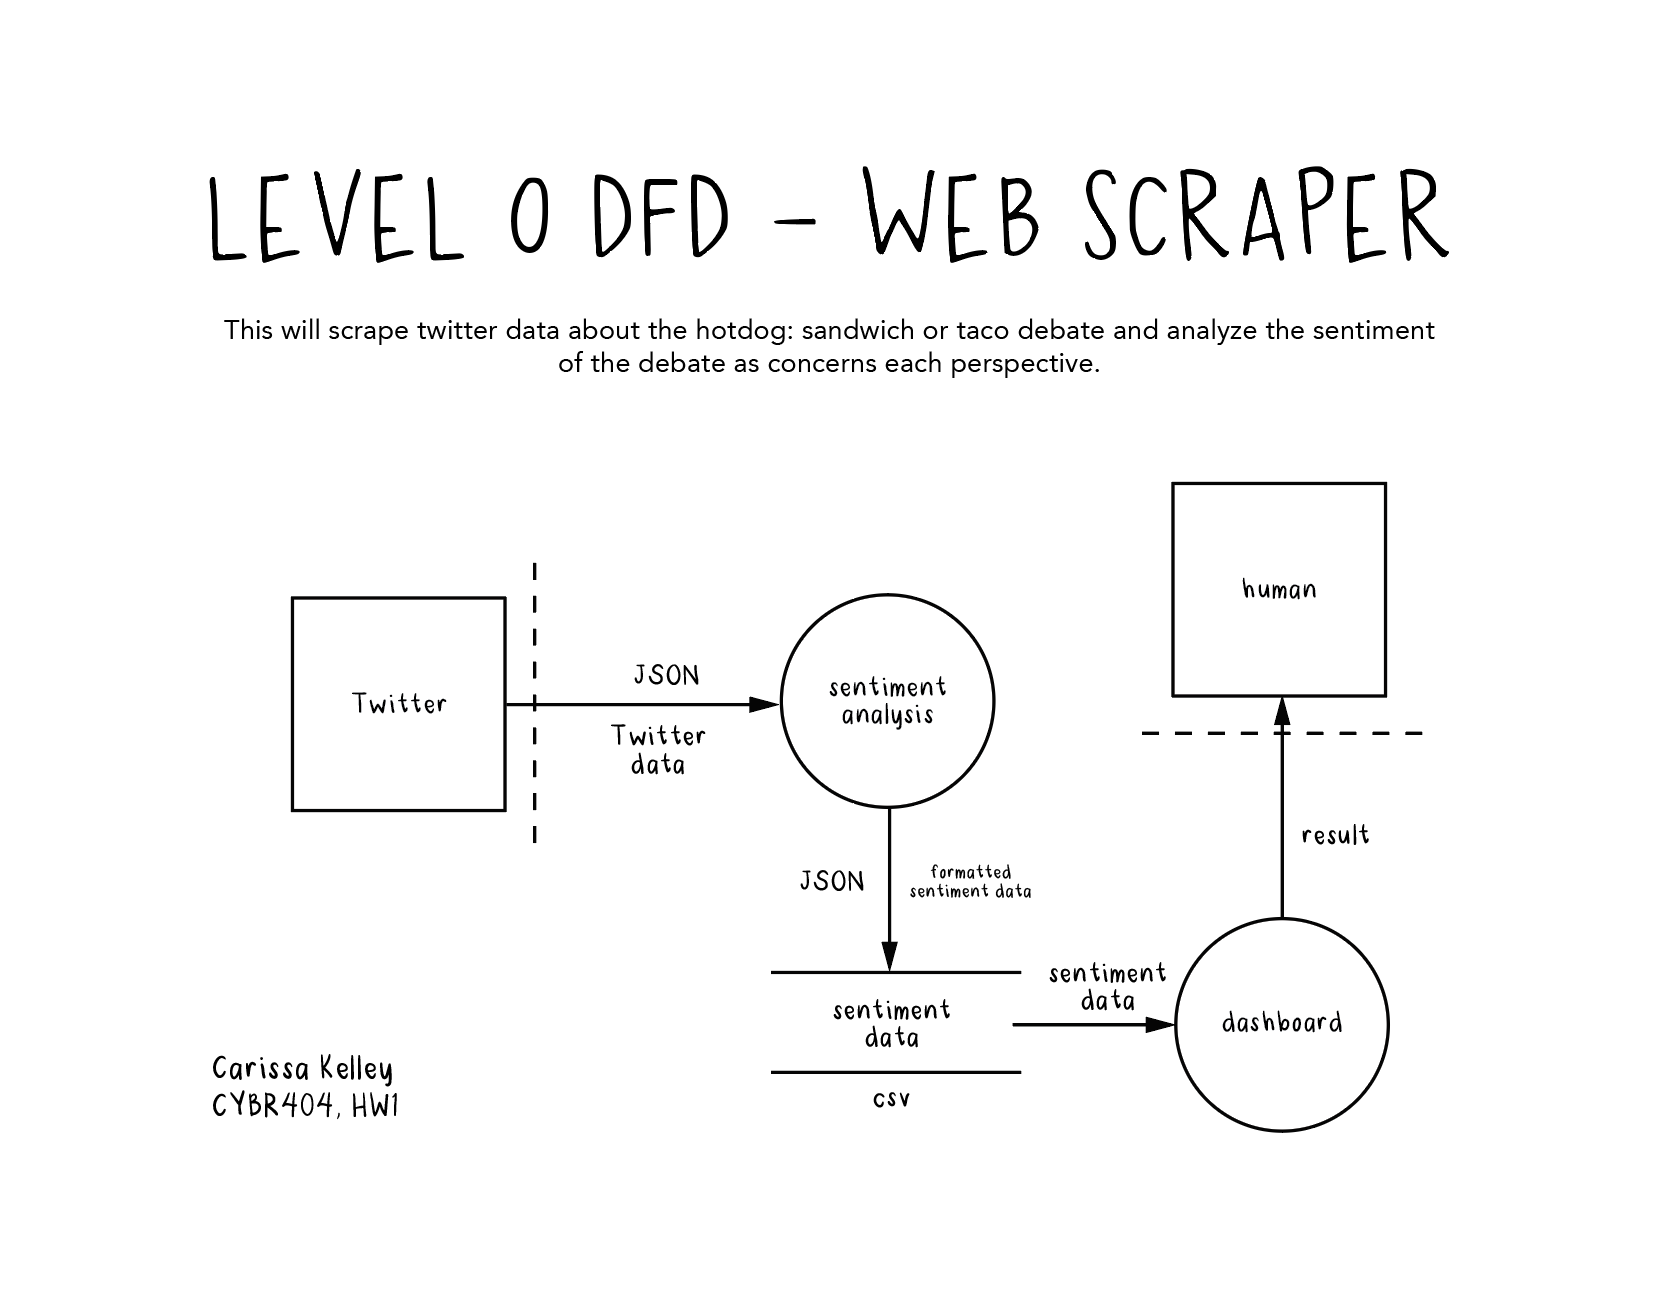 LEVEL 0 DFD - WEB SCRAPER
This will scrape twitter data about the hotdog: sandwich or taco debate and analyze the sentiment
of the debate as concerns each perspective.
Twitter
JSON
Twitter
data
sentiment
analysis
human
JSON
formatted
sentiment data
result
sentiment
data
csv
sentiment
data
dashboard
Carissa Kelley
CYBR404, HW1